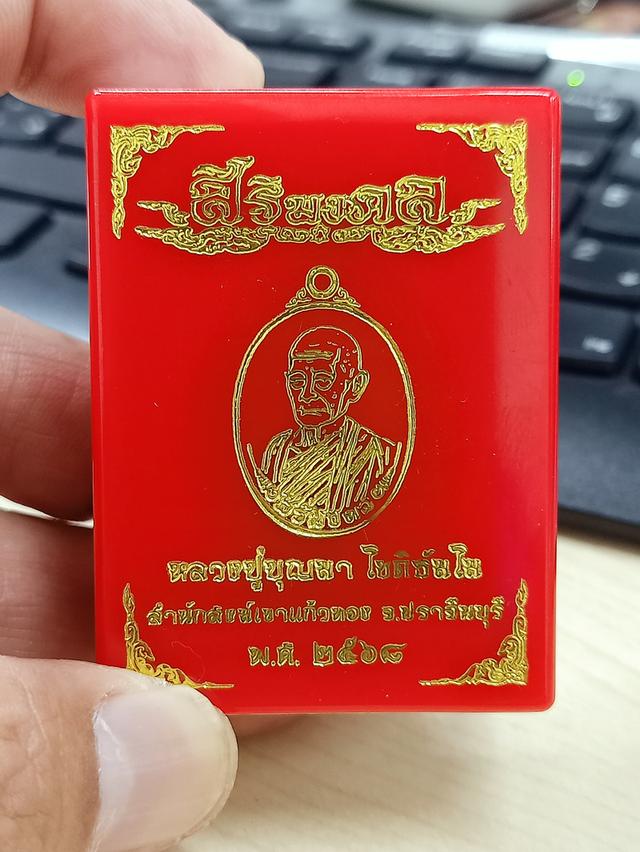 สิริมงคล
หลวงปู่บุญมา โชติธัมโม
สำนักสงฆ์เขาแก้วทอง จ.ปราจีนบุรี
พ.ศ. ๒๕๖๘